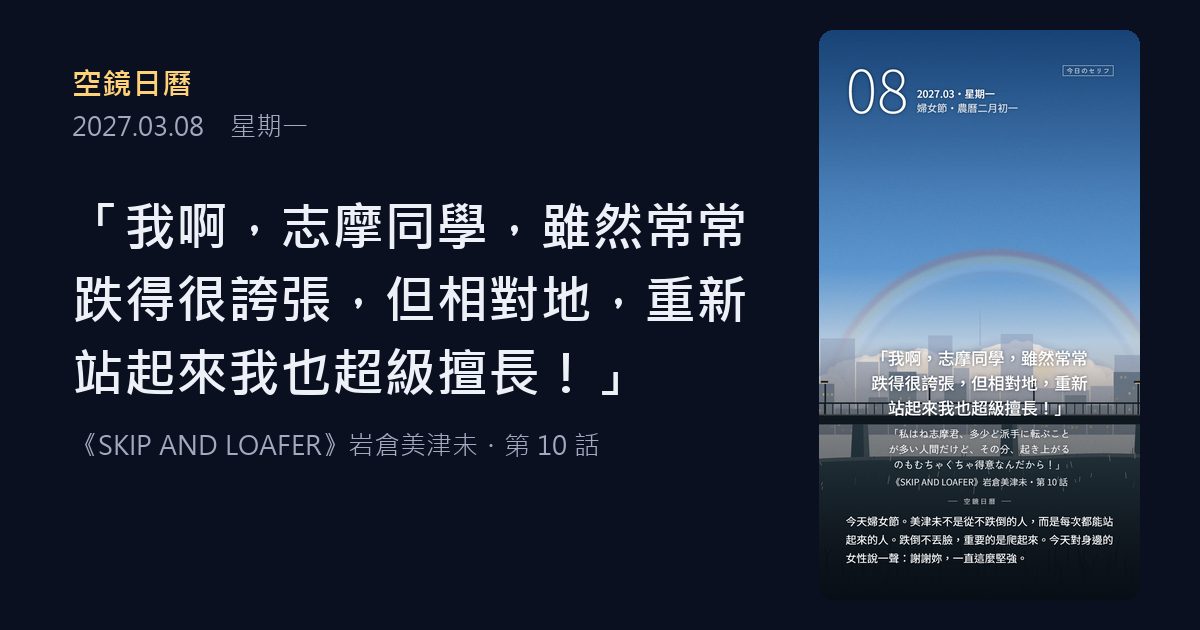 空鏡日曆
2027.03.08 星期一
「我啊，志摩同學，雖然常常
跌得很誇張，但相對地，重新
站起來我也超級擅長！」
《SKIP AND LOAFER》岩倉美津未・第 10 話
08
2027.03・星期一
婦女節・農曆二月初一
今日のセリフ
「我啊，志摩同學，雖然常常
跌得很誇張，但相對地，重新
站起來我也超級擅長！」
「私はね志摩君、多少ど派手に転ぶこと
が多い人間だけど、その分、起き上がる
のもむちゃくちゃ得意なんだから！」
《SKIP AND LOAFER》岩倉美津未・第 10 話
— 空鏡日曆 —
今天婦女節。美津未不是從不跌倒的人，而是每次都能站
起來的人。跌倒不丟臉，重要的是爬起來。今天對身邊的
女性說一聲：謝謝妳，一直這麼堅強。